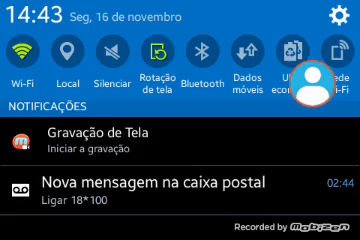 14:43 Seg, 16 de novembro
Wi-Fi Local Silenciar Rotação de tela Bluetooth Dados móveis
NOTIFICAÇÕES
Gravação de Tela
Iniciar a gravação
Nova mensagem na caixa postal 02:44
Ligar 18*100
Recorded by mobizen